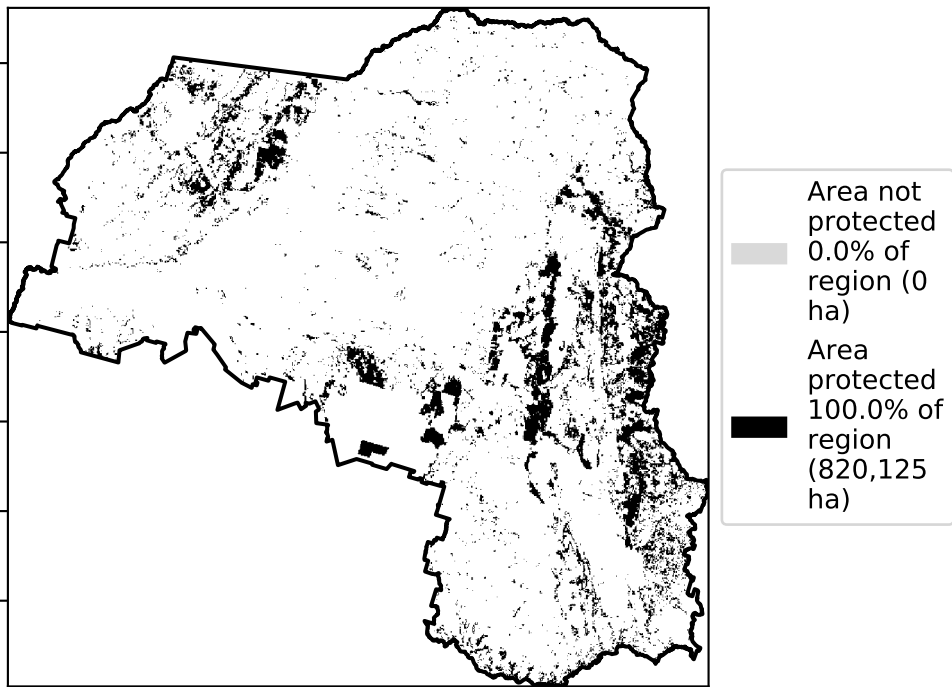 Area not
protected
0.0% of
region (0
ha)
Area
protected
100.0% of
region
(820,125
ha)